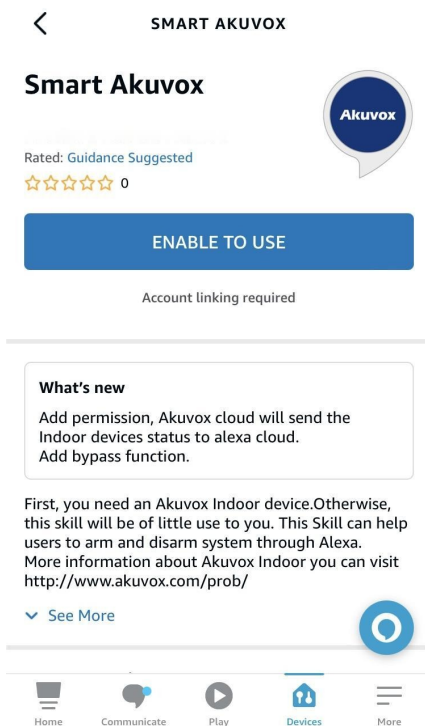 SMART AKUVOX
Smart Akuvox
Akuvox
Rated: Guidance Suggested
0
ENABLE TO USE
Account linking required
What's new
Add permission, Akuvox cloud will send the
Indoor devices status to alexa cloud.
Add bypass function.
First, you need an Akuvox Indoor device.Otherwise,
this skill will be of little use to you. This Skill can help
users to arm and disarm system through Alexa.
More information about Akuvox Indoor you can visit
http://www.akuvox.com/prob/
See More
Home Communicate Play Devices More